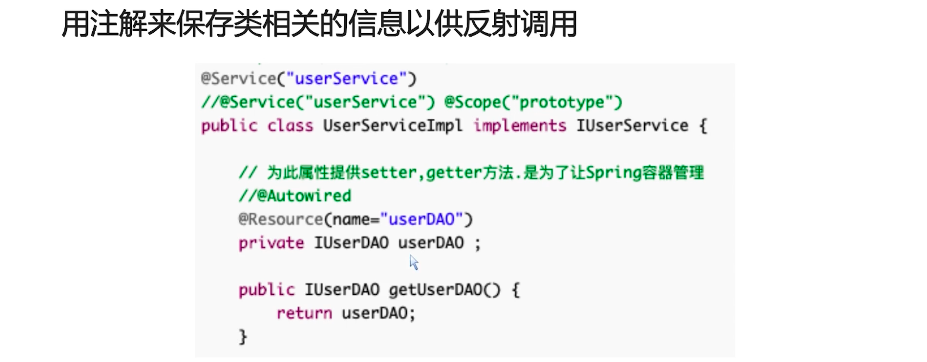 用注解来保存类相关的信息以供反射调用
@Service("userService")
//@Service("userService") @Scope("prototype")
public class UserServiceImpl implements IUserService {
// 为此属性提供setter,getter方法.是为了让Spring容器管理
//@Autowired
@Resource(name="userDAO")
private IUserDAO userDAO ;
public IUserDAO getUserDAO() {
return userDAO;
}